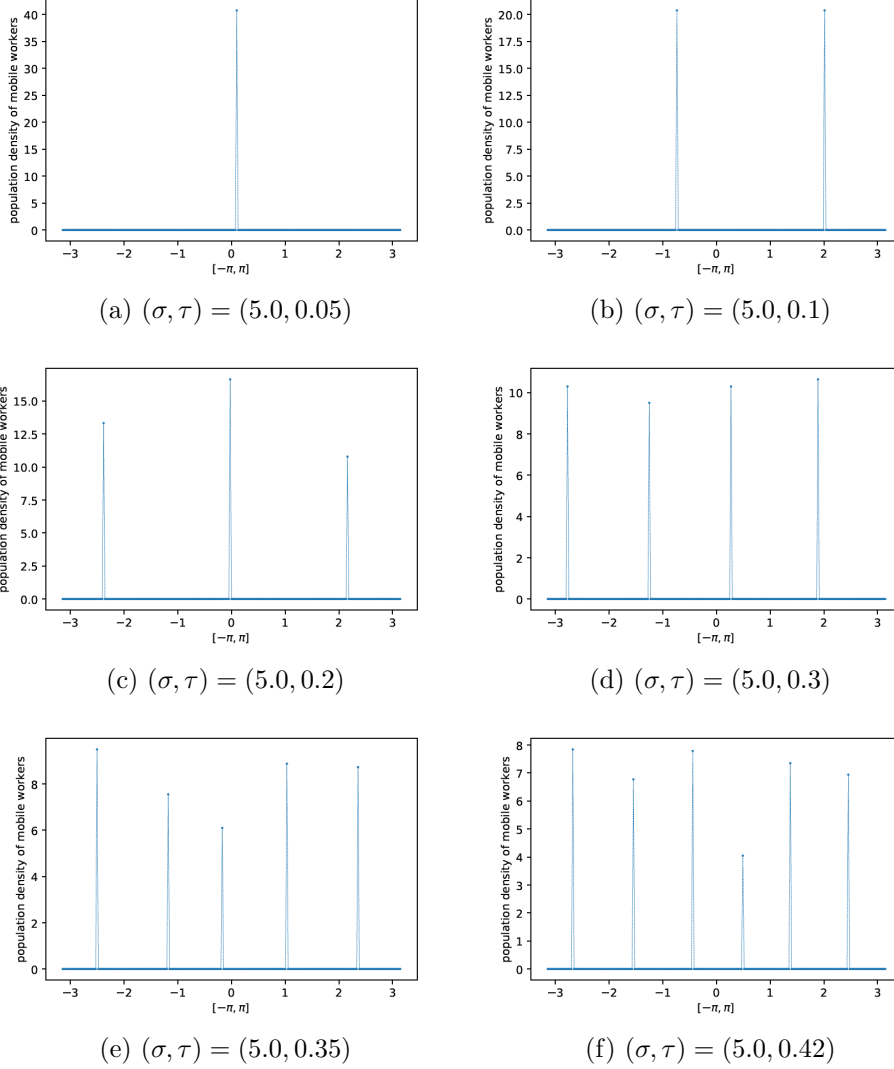 population density of mobile workers
40
35
30
25
20
15
10
5
0
−3 −2 −1 0 1 2 3
[−π, π]
(a) (σ, τ) = (5.0, 0.05)
population density of mobile workers
20.0
17.5
15.0
12.5
10.0
7.5
5.0
2.5
0.0
−3 −2 −1 0 1 2 3
[−π, π]
(b) (σ, τ) = (5.0, 0.1)
population density of mobile workers
15.0
12.5
10.0
7.5
5.0
2.5
0.0
−3 −2 −1 0 1 2 3
[−π, π]
(c) (σ, τ) = (5.0, 0.2)
population density of mobile workers
10
8
6
4
2
0
−3 −2 −1 0 1 2 3
[−π, π]
(d) (σ, τ) = (5.0, 0.3)
population density of mobile workers
8
6
4
2
0
−3 −2 −1 0 1 2 3
[−π, π]
(e) (σ, τ) = (5.0, 0.35)
population density of mobile workers
8
7
6
5
4
3
2
1
0
−3 −2 −1 0 1 2 3
[−π, π]
(f) (σ, τ) = (5.0, 0.42)